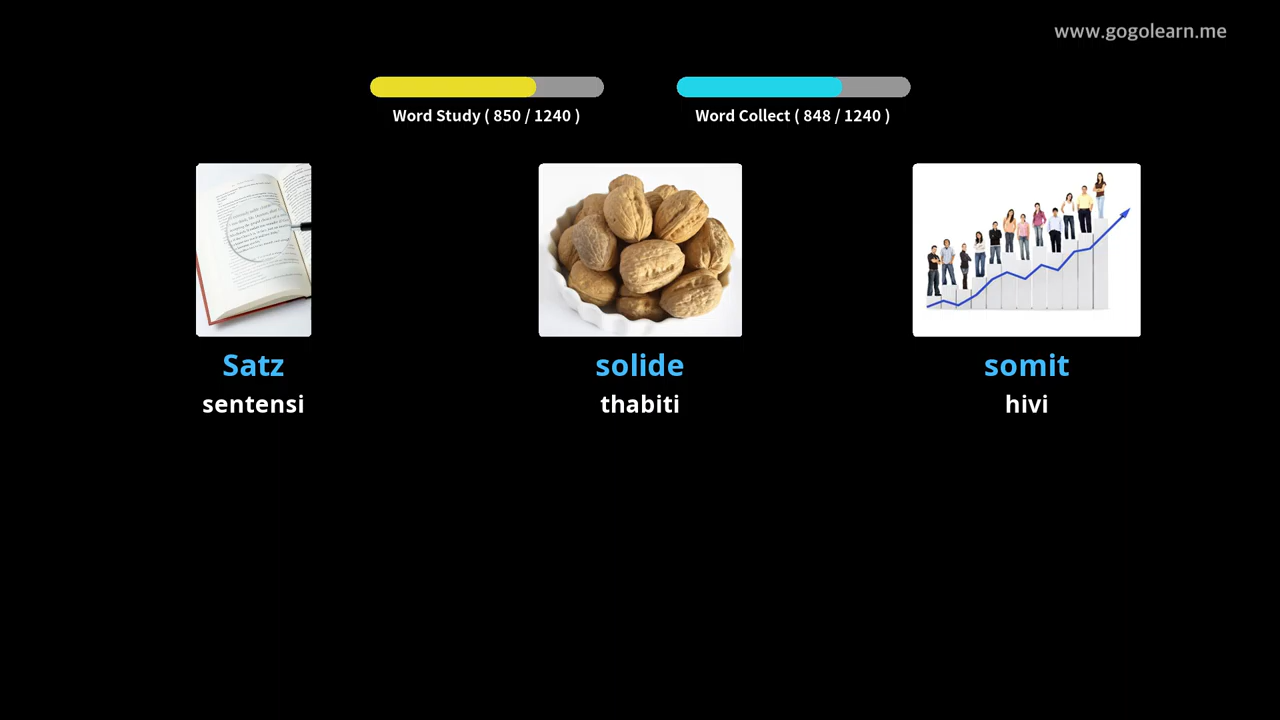 www.gogolearn.me
Word Study ( 850 / 1240 )
Word Collect ( 848 / 1240 )
Satz
sentensi
solide
thabiti
somit
hivi